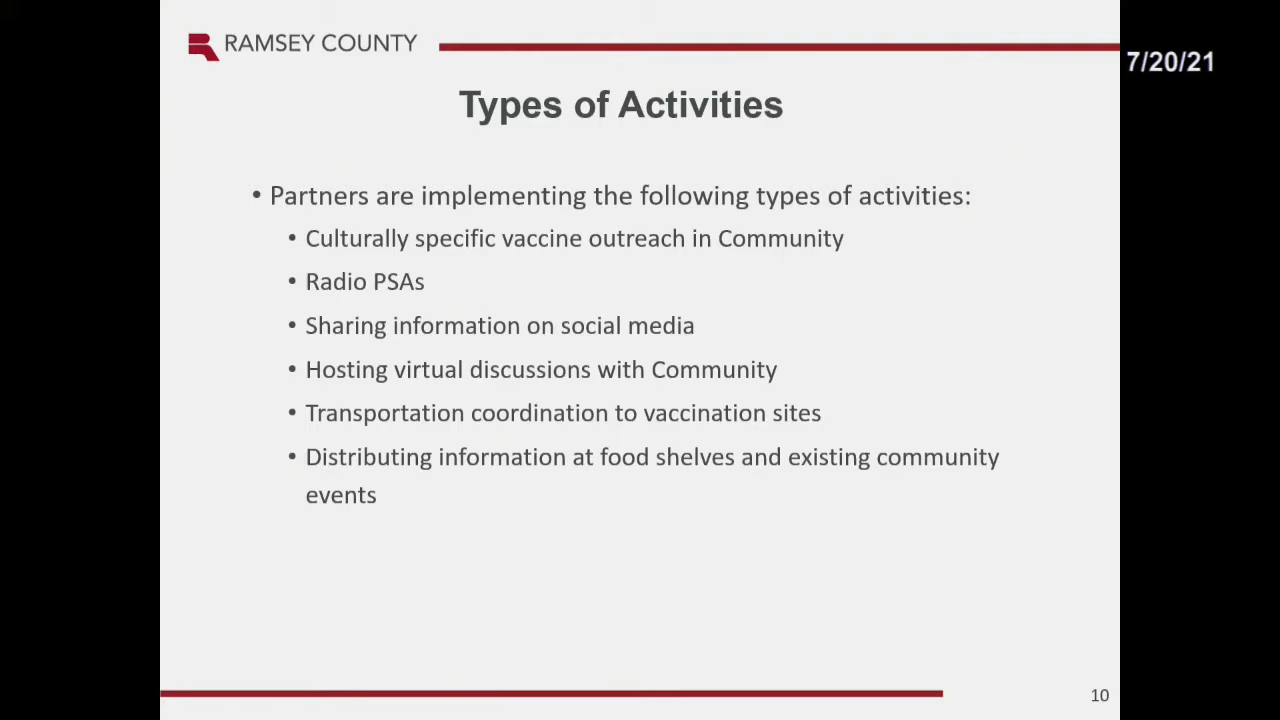 RAMSEY COUNTY
7/20/21
Types of Activities
• Partners are implementing the following types of activities:
• Culturally specific vaccine outreach in Community
• Radio PSAs
• Sharing information on social media
• Hosting virtual discussions with Community
• Transportation coordination to vaccination sites
• Distributing information at food shelves and existing community
events
10